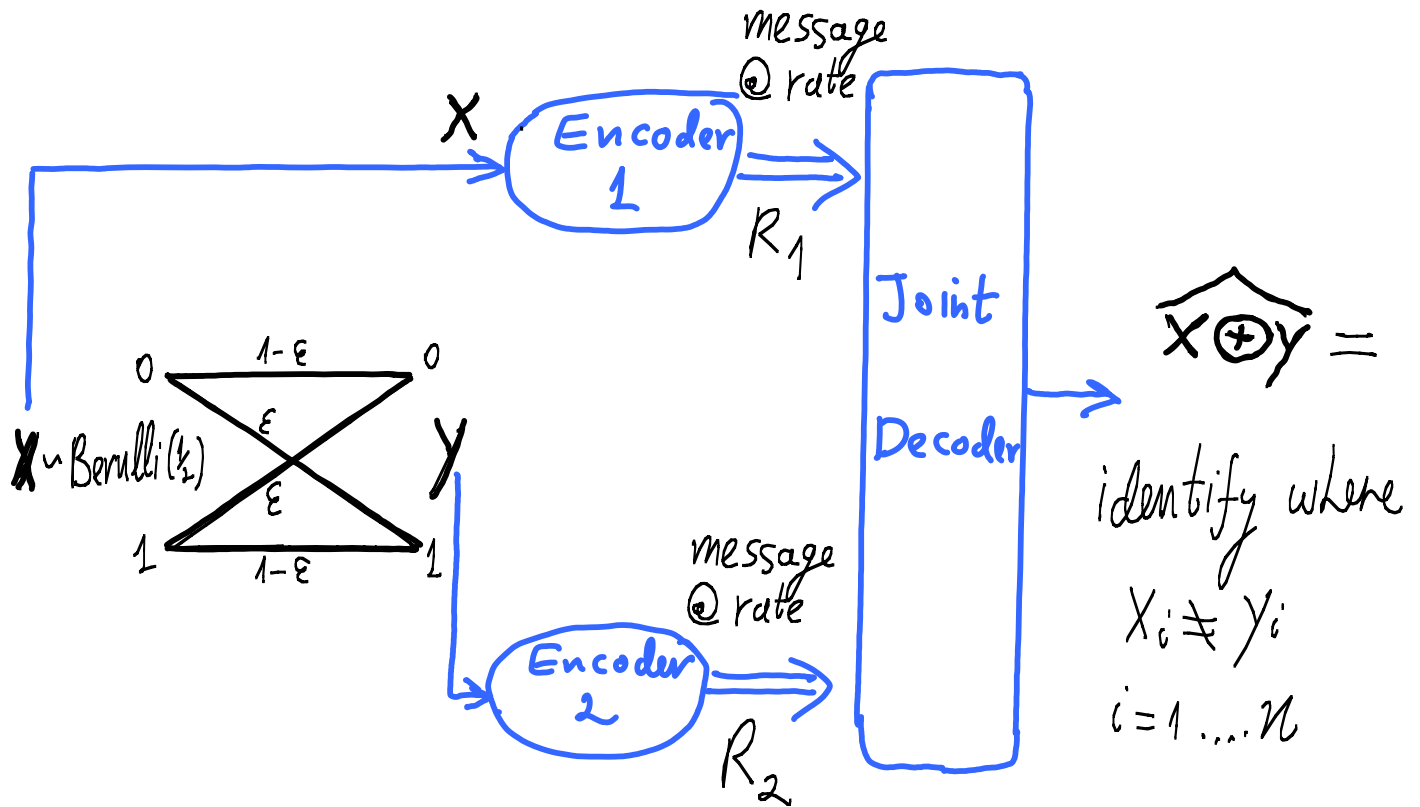 message
@ rate
X
Encoder
1
R1
Joint
Decoder
X⊕Y =
identify where
Xi ≠ Yi
i = 1 .... n
0
1-ε
0
ε
X ~ Berulli(½)
Y
ε
1
1-ε
1
message
@ rate
Encoder
2
R2